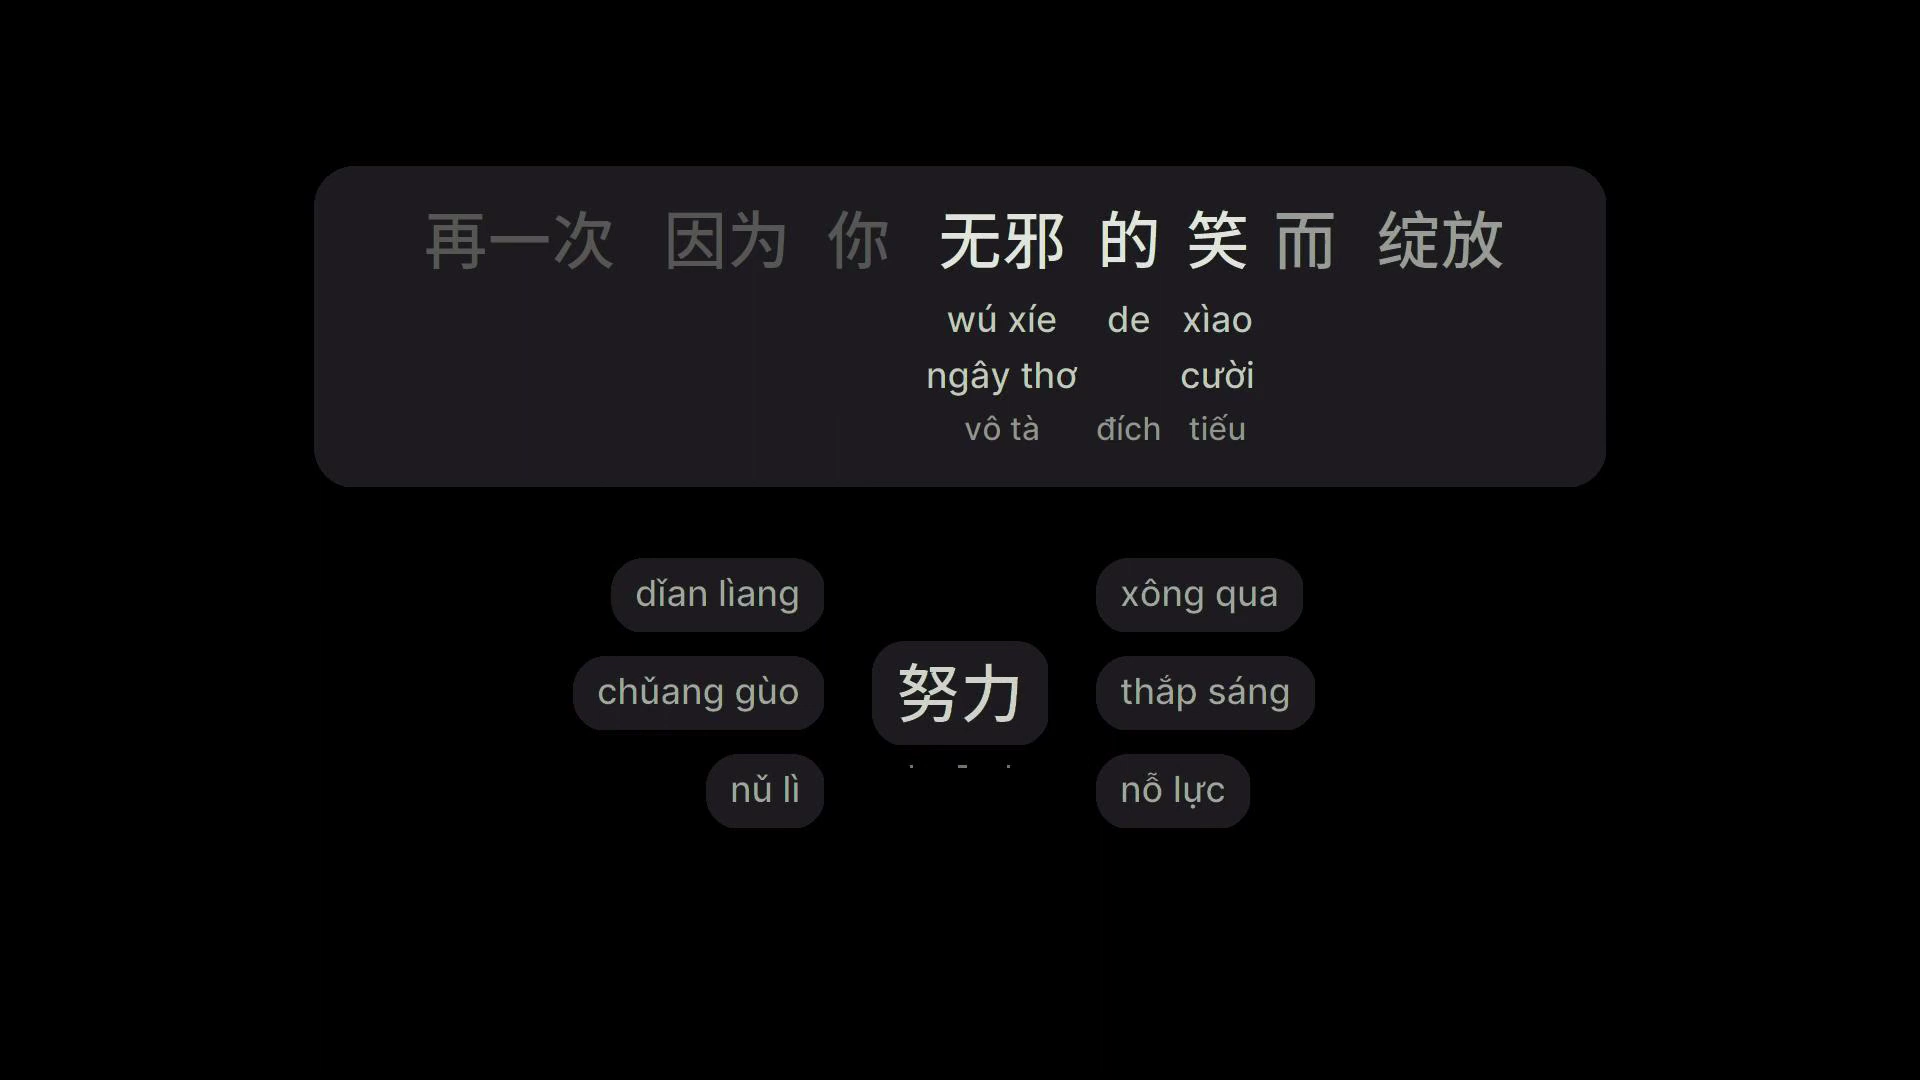 再一次 因为 你 无邪 的 笑 而 绽放
wú xíe de xìao
ngây thơ cười
vô tà đích tiếu
dǐan lìang
xông qua
chǔang gùo
努力
thắp sáng
nǔ lì
nỗ lực